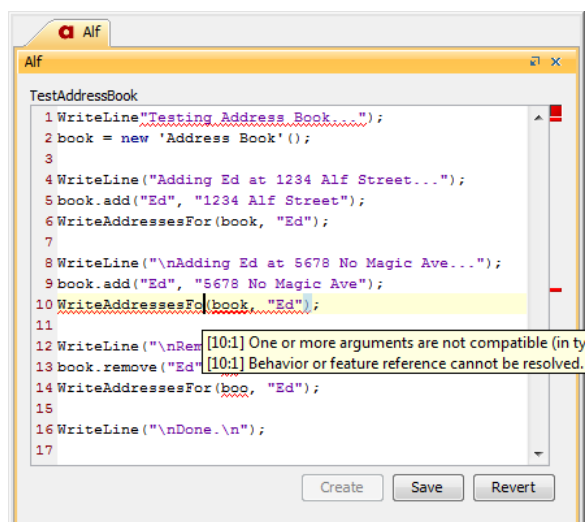 a Alf
Alf
TestAddressBook
1 WriteLine"Testing Address Book...");
2 book = new 'Address Book'();
3
4 WriteLine("Adding Ed at 1234 Alf Street...");
5 book.add("Ed", "1234 Alf Street");
6 WriteAddressesFor(book, "Ed");
7
8 WriteLine("\nAdding Ed at 5678 No Magic Ave...");
9 book.add("Ed", "5678 No Magic Ave");
10 WriteAddressesFo(book, "Ed");
11
[10:1] One or more arguments are not compatible (in ty
12 WriteLine("\nRem
[10:1] Behavior or feature reference cannot be resolved.
13 book.remove("Ed"
14 WriteAddressesFor(boo, "Ed");
15
16 WriteLine("\nDone.\n");
17
Create Save Revert